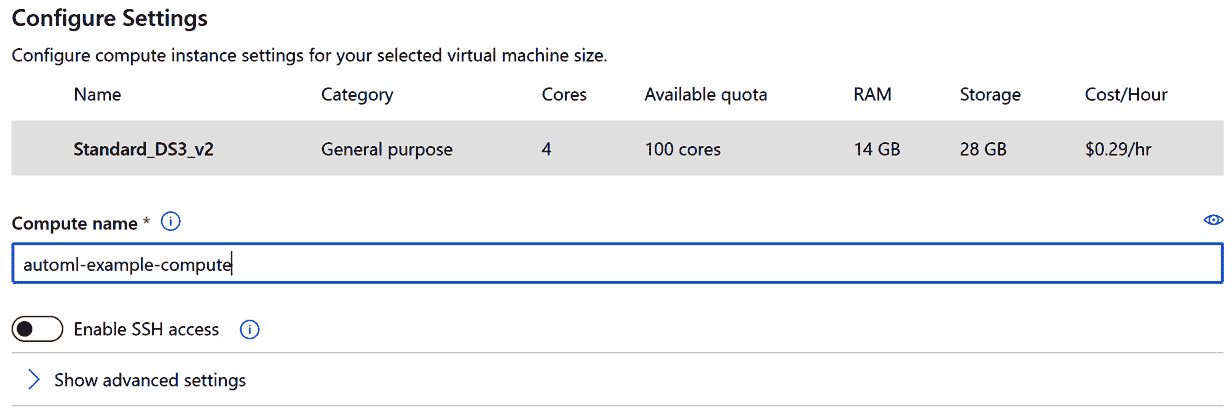 Configure Settings
Configure compute instance settings for your selected virtual machine size.
Name Category Cores Available quota RAM Storage Cost/Hour
Standard_DS3_v2 General purpose 4 100 cores 14 GB 28 GB $0.29/hr
Compute name *
automl-example-compute
Enable SSH access
Show advanced settings